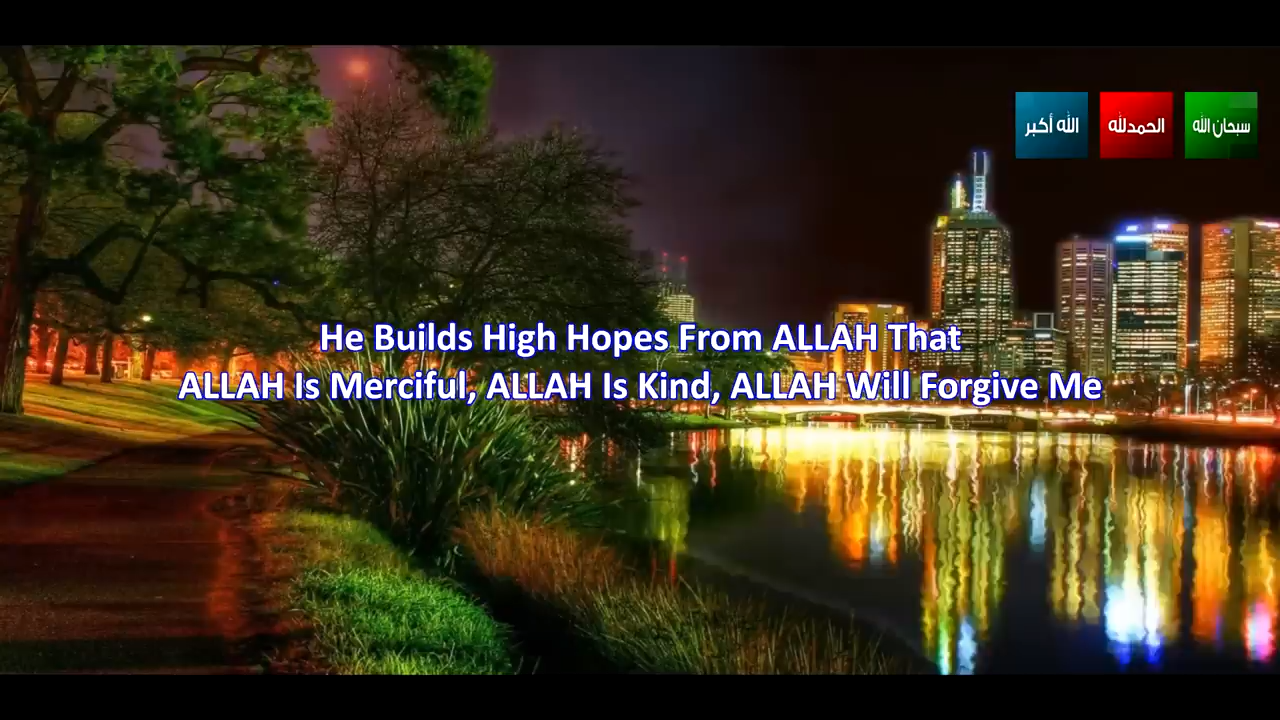 الله أكبر
الحمدلله
سبحان الله
He Builds High Hopes From ALLAH That
ALLAH Is Merciful, ALLAH Is Kind, ALLAH Will Forgive Me